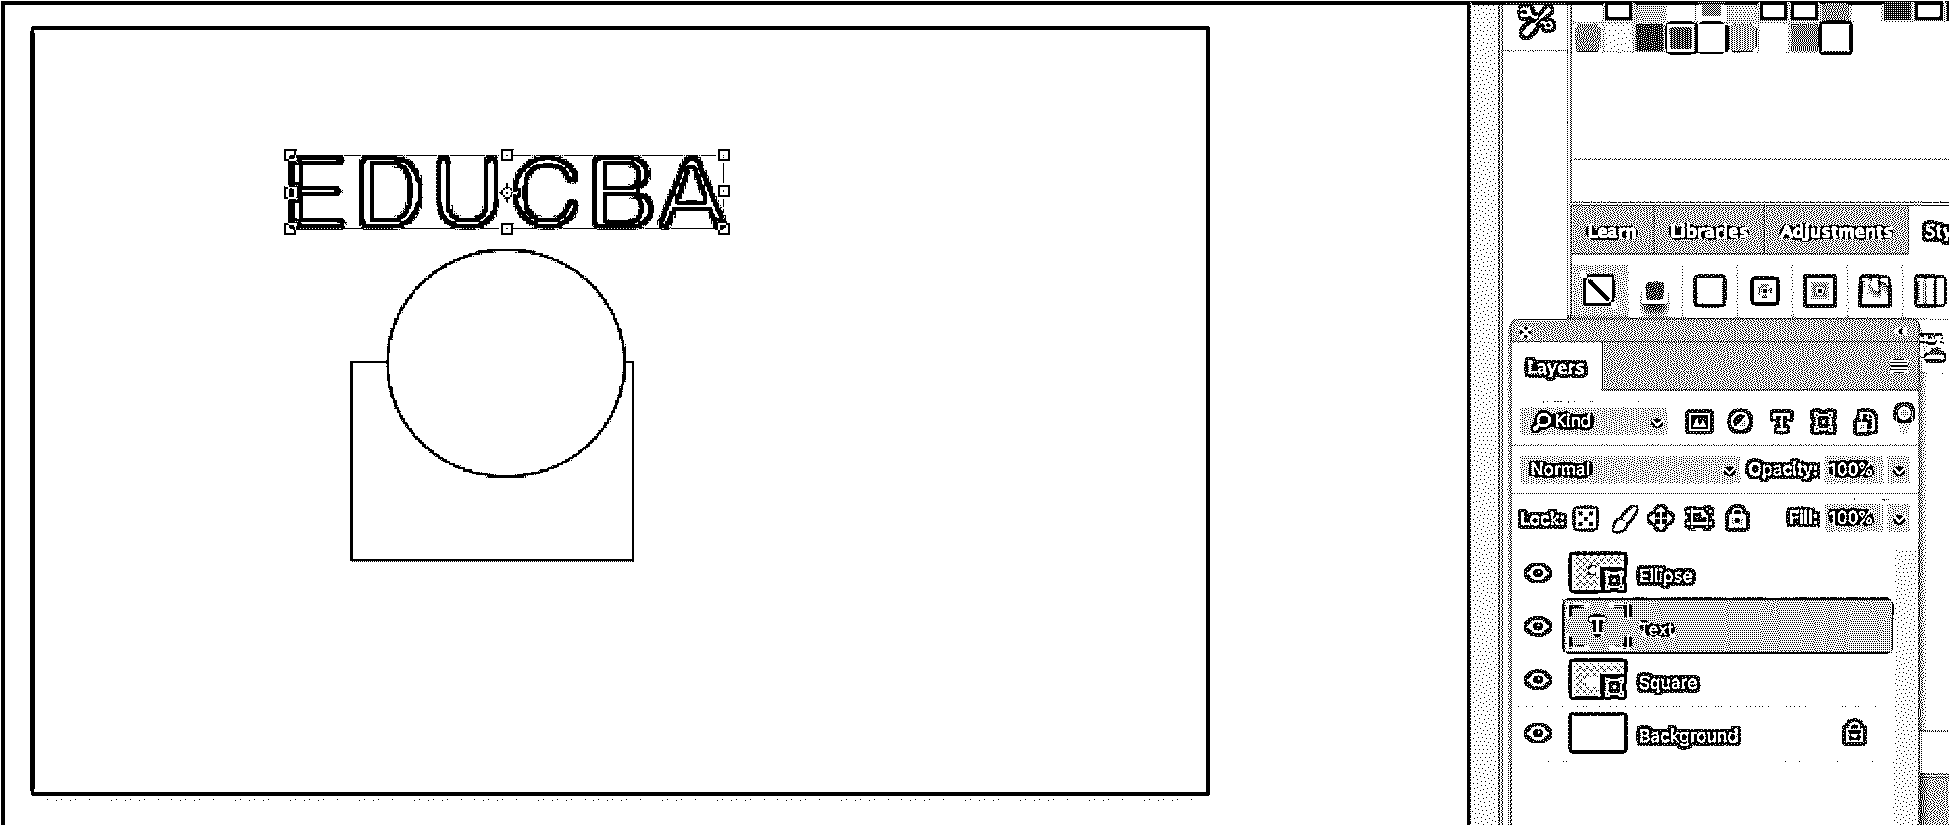 EDUCBA
Learn Libraries Adjustments Sty
Layers
Kind
Normal Opacity: 100%
Lock: Fill: 100%
Ellipse
T Text
Square
Background